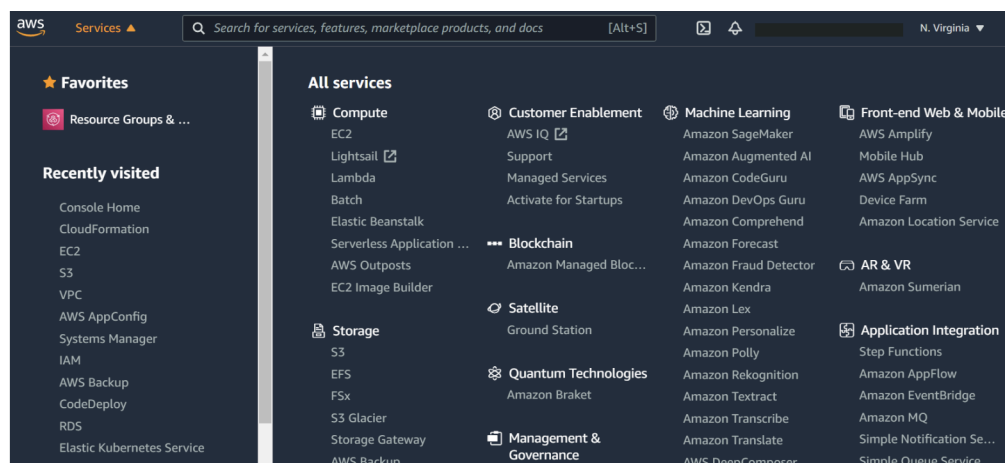 aws
Services
Search for services, features, marketplace products, and docs
[Alt+S]
N. Virginia
Favorites
Resource Groups & ...
Recently visited
Console Home
CloudFormation
EC2
S3
VPC
AWS AppConfig
Systems Manager
IAM
AWS Backup
CodeDeploy
RDS
Elastic Kubernetes Service
All services
Compute
EC2
Lightsail
Lambda
Batch
Elastic Beanstalk
Serverless Application ...
AWS Outposts
EC2 Image Builder
Storage
S3
EFS
FSx
S3 Glacier
Storage Gateway
AWS Backup
Customer Enablement
AWS IQ
Support
Managed Services
Activate for Startups
Blockchain
Amazon Managed Bloc...
Satellite
Ground Station
Quantum Technologies
Amazon Braket
Management &
Governance
Machine Learning
Amazon SageMaker
Amazon Augmented AI
Amazon CodeGuru
Amazon DevOps Guru
Amazon Comprehend
Amazon Forecast
Amazon Fraud Detector
Amazon Kendra
Amazon Lex
Amazon Personalize
Amazon Polly
Amazon Rekognition
Amazon Textract
Amazon Transcribe
Amazon Translate
AWS DeepComposer
Front-end Web & Mobile
AWS Amplify
Mobile Hub
AWS AppSync
Device Farm
Amazon Location Service
AR & VR
Amazon Sumerian
Application Integration
Step Functions
Amazon AppFlow
Amazon EventBridge
Amazon MQ
Simple Notification Se...
Simple Queue Service